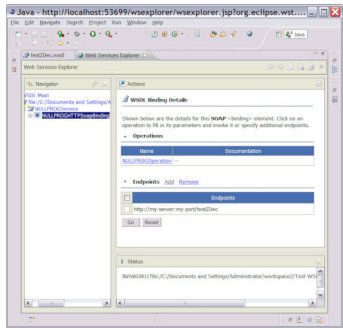 Java - http://localhost:53699/wsexplorer/wsexplorer.jsp?org.eclipse.wst....
File Edit Navigate Search Project Run Window Help
Java
test2Dec.wsdl Web Services Explorer
Web Services Explorer
Navigator
WSDL Main
file:/C:/Documents and Settings/A
NULLPROGService
NULLPROGHTTPSoapBinding
Actions
WSDL Binding Details
Shown below are the details for this SOAP <binding> element. Click on an
operation to fill in its parameters and invoke it or specify additional endpoints.
Operations
Name Documentation
NULLPROGOperation --
Endpoints Add Remove
Endpoints
http://my-server:my-port/test2Dec
Go Reset
Status
IWAB0381I file:/C:/Documents and Settings/Administrator/workspace2/Test WS